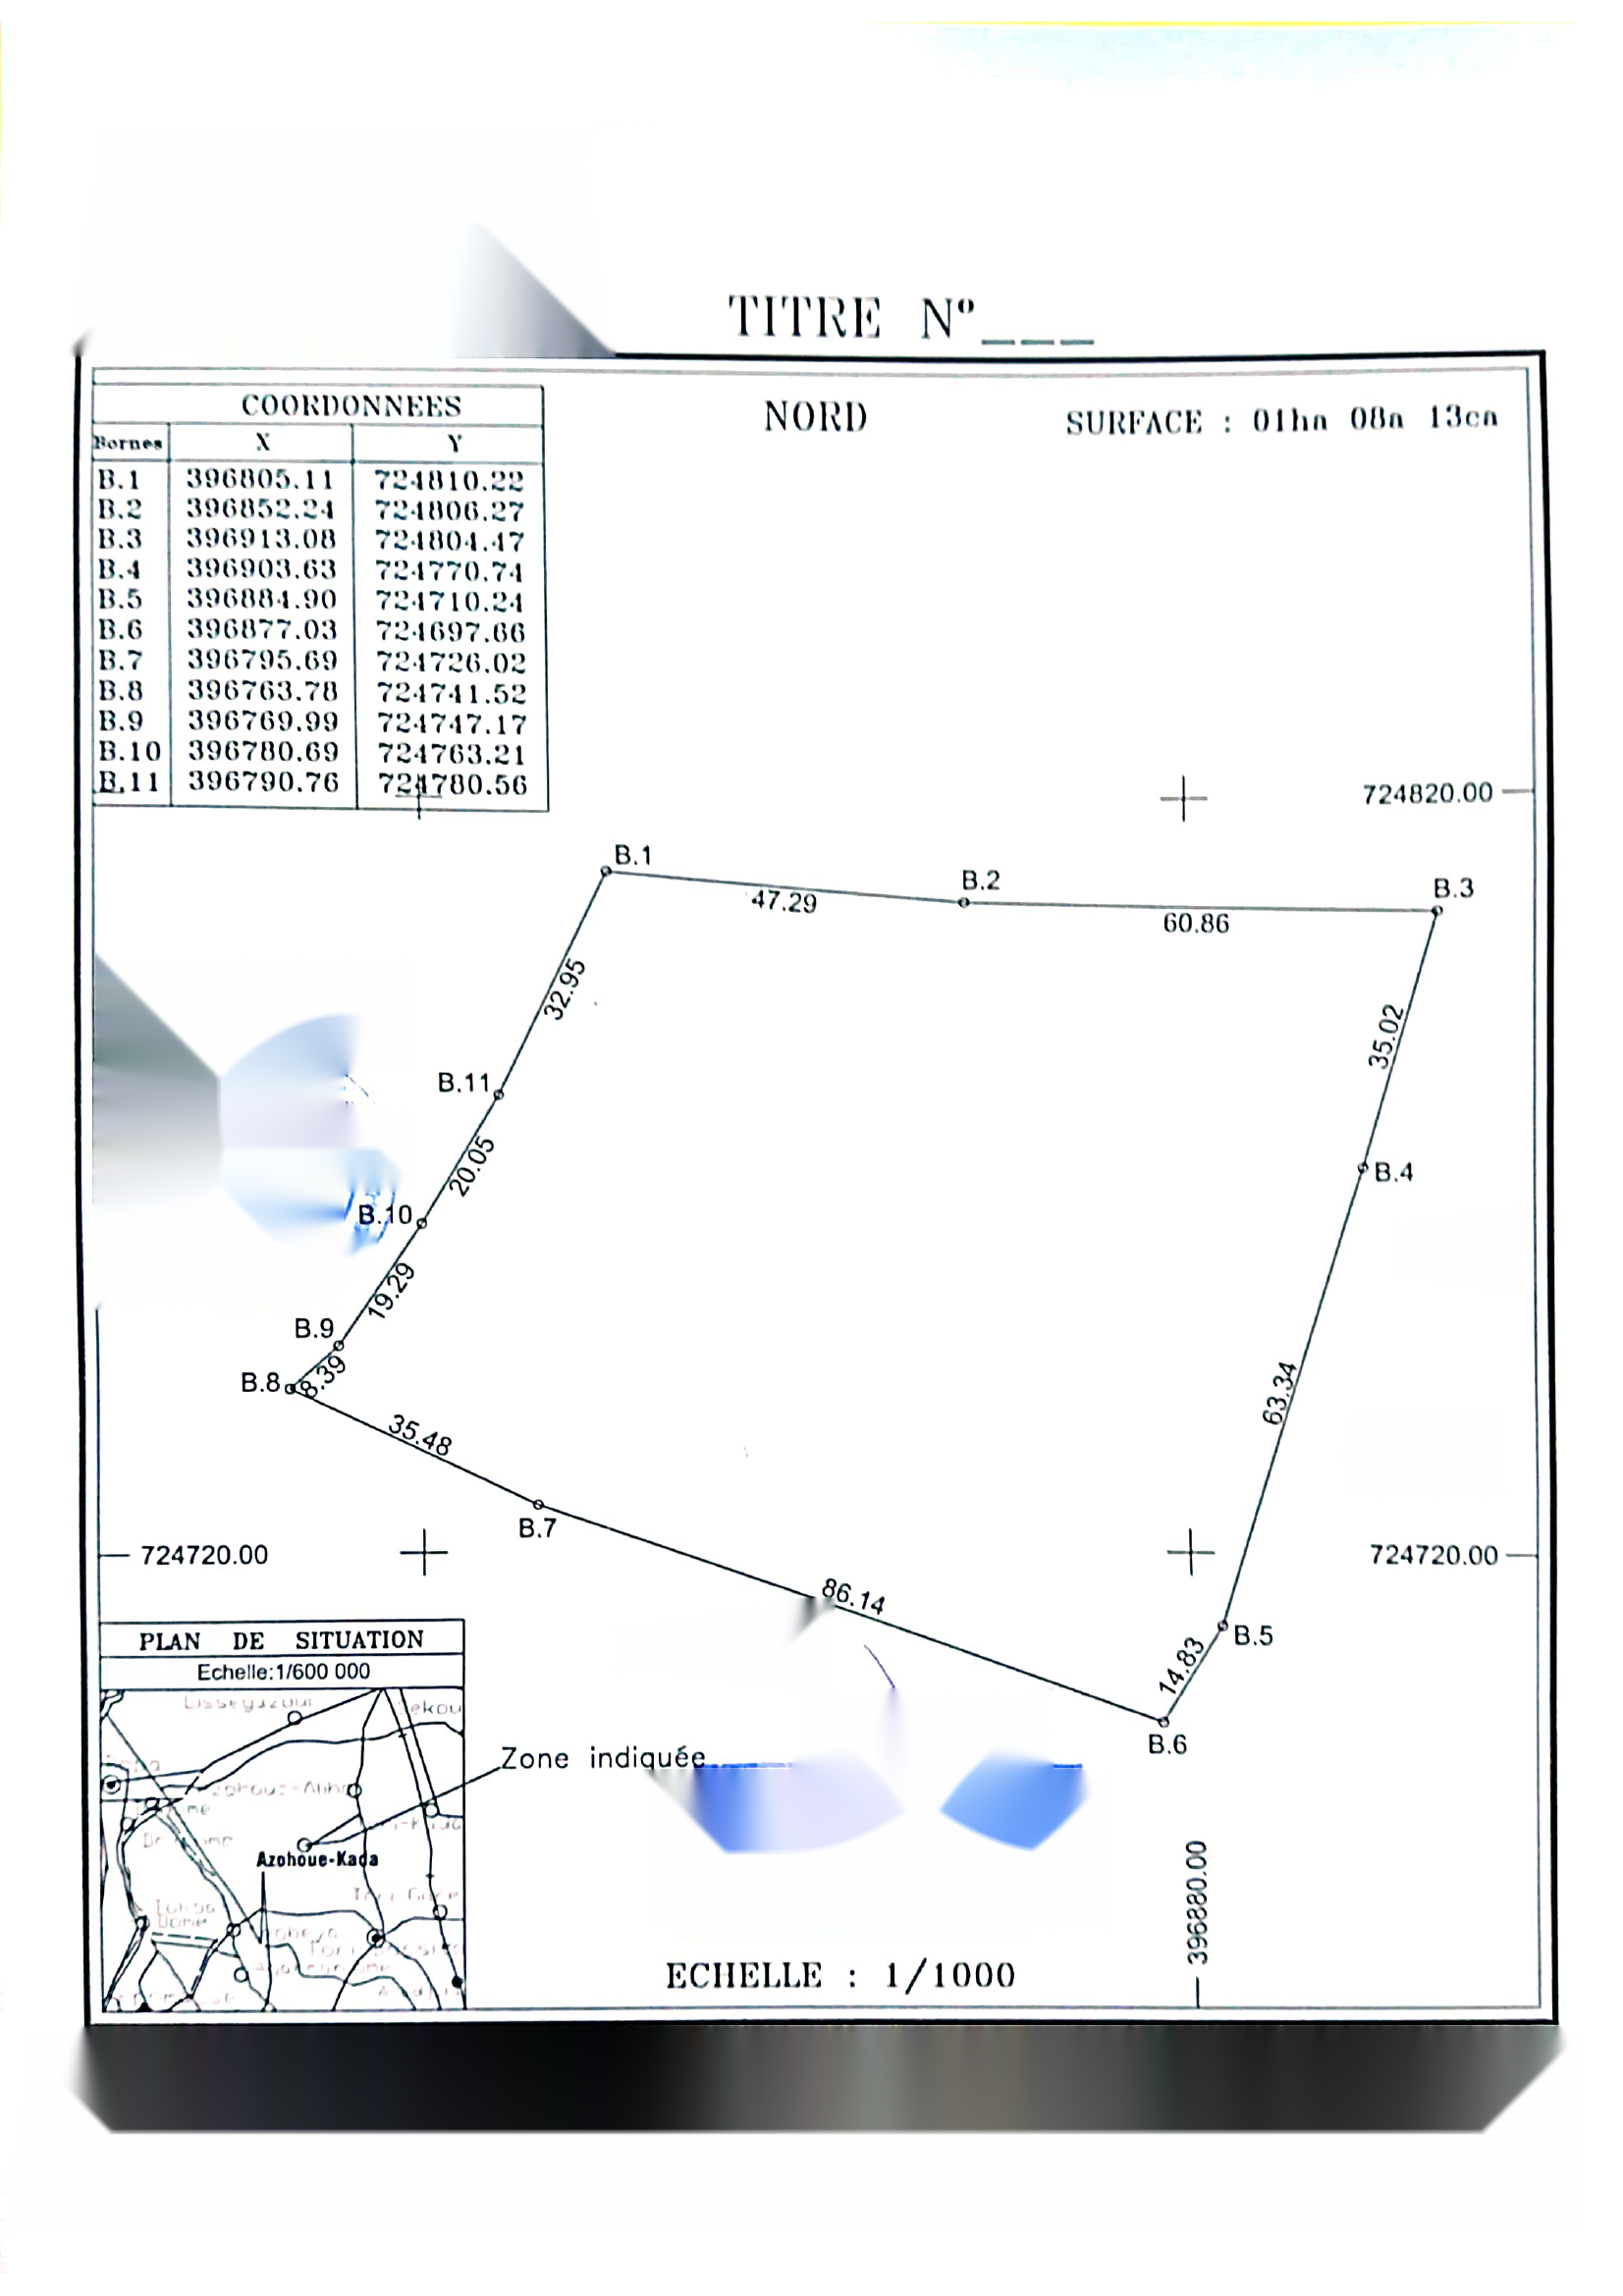 TITRE N°___
COORDONNEES
Bornes X Y
B.1 396805.11 724810.22
B.2 396852.24 724806.27
B.3 396913.08 724804.47
B.4 396903.63 724770.74
B.5 396884.90 724710.24
B.6 396877.03 724697.66
B.7 396795.69 724726.02
B.8 396763.78 724741.52
B.9 396769.99 724747.17
B.10 396780.69 724763.21
B.11 396790.76 724780.56
NORD
SURFACE : 01ha 08a 13ca
724820.00
B.1
47.29
B.2
60.86
B.3
32.95
35.02
B.11
B.4
20.05
B.10
19.29
B.9
8.39
B.8
35.48
63.34
B.7
724720.00
724720.00
86.14
B.5
14.83
B.6
PLAN DE SITUATION
Echelle:1/600 000
Zone indiquée
Azohoue-Kada
396880.00
ECHELLE : 1/1000